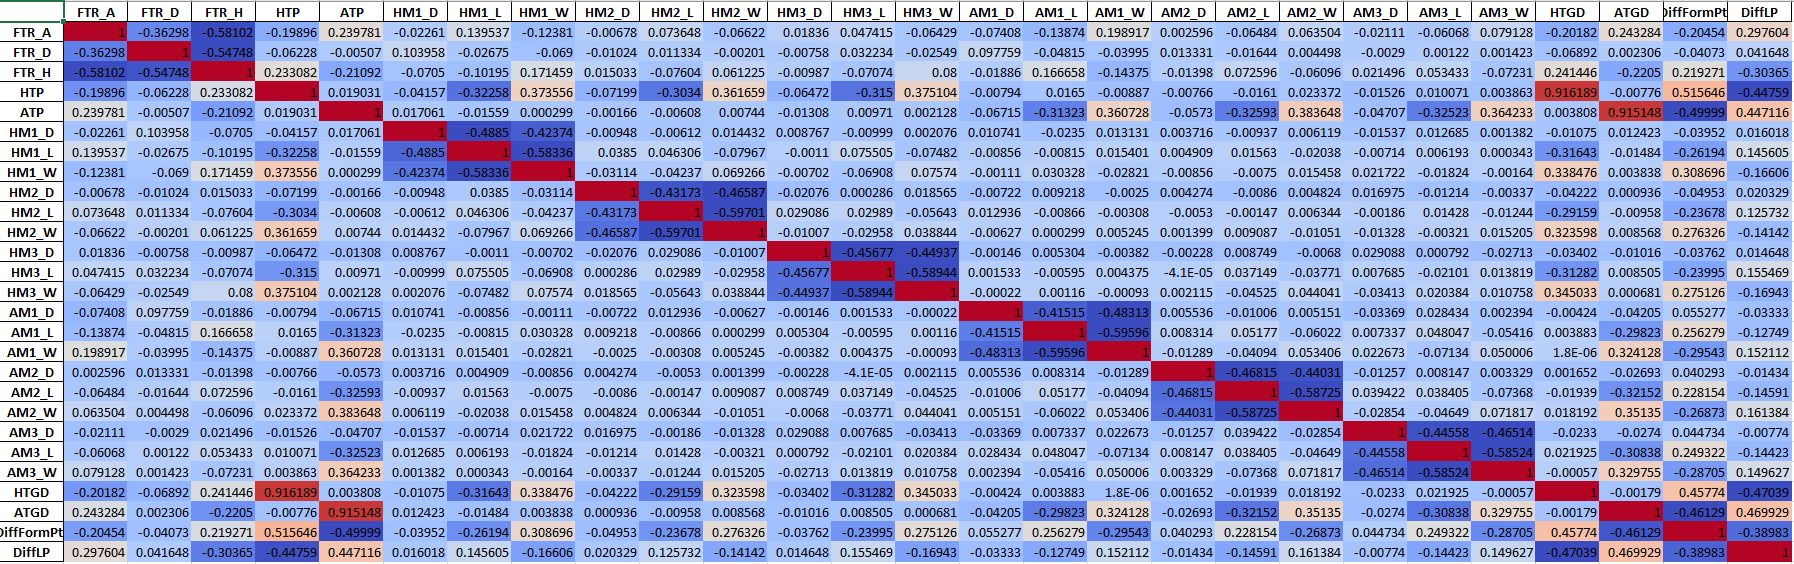 FTR_A FTR_D FTR_H HTP ATP HM1_D HM1_L HM1_W HM2_D HM2_L HM2_W HM3_D HM3_L HM3_W AM1_D AM1_L AM1_W AM2_D AM2_L AM2_W AM3_D AM3_L AM3_W HTGD ATGD DiffFormPt DiffLP
FTR_A 1 -0.36298 -0.58102 -0.19896 0.239781 -0.02261 0.139537 -0.12381 -0.00678 0.073648 -0.06622 0.01836 0.047415 -0.06429 -0.07408 -0.13874 0.198917 0.002596 -0.06484 0.063504 -0.02111 -0.06068 0.079128 -0.20182 0.243284 -0.20454 0.297604
FTR_D -0.36298 1 -0.54748 -0.06228 -0.00507 0.103958 -0.02675 -0.069 -0.01024 0.011334 -0.00201 -0.00758 0.032234 -0.02549 0.097759 -0.04815 -0.03995 0.013331 -0.01644 0.004498 -0.0029 0.00122 0.001423 -0.06892 0.002306 -0.04073 0.041648
FTR_H -0.58102 -0.54748 1 0.233082 -0.21092 -0.0705 -0.10195 0.171459 0.015033 -0.07604 0.061225 -0.00987 -0.07074 0.08 -0.01886 0.166658 -0.14375 -0.01398 0.072596 -0.06096 0.021496 0.053433 -0.07231 0.241446 -0.2205 0.219271 -0.30365
HTP -0.19896 -0.06228 0.233082 1 0.019031 -0.04157 -0.32258 0.373556 -0.07199 -0.3034 0.361659 -0.06472 -0.315 0.375104 -0.00794 0.0165 -0.00887 -0.00766 -0.0161 0.023372 -0.01526 0.010071 0.003863 0.916189 -0.00776 0.515646 -0.44759
ATP 0.239781 -0.00507 -0.21092 0.019031 1 0.017061 -0.01559 0.000299 -0.00166 -0.00608 0.00744 -0.01308 0.00971 0.002128 -0.06715 -0.31323 0.360728 -0.0573 -0.32593 0.383648 -0.04707 -0.32523 0.364233 0.003808 0.915148 -0.49999 0.447116
HM1_D -0.02261 0.103958 -0.0705 -0.04157 0.017061 1 -0.4885 -0.42374 -0.00948 -0.00612 0.014432 0.008767 -0.00999 0.002076 0.010741 -0.0235 0.013131 0.003716 -0.00937 0.006119 -0.01537 0.012685 0.001382 -0.01075 0.012423 -0.03952 0.016018
HM1_L 0.139537 -0.02675 -0.10195 -0.32258 -0.01559 -0.4885 1 -0.58336 0.0385 0.046306 -0.07967 -0.0011 0.075505 -0.07482 -0.00856 -0.00815 0.015401 0.004909 0.01563 -0.02038 -0.00714 0.006193 0.000343 -0.31643 -0.01484 -0.26194 0.145605
HM1_W -0.12381 -0.069 0.171459 0.373556 0.000299 -0.42374 -0.58336 1 -0.03114 -0.04237 0.069266 -0.00702 -0.06908 0.07574 -0.00111 0.030328 -0.02821 -0.00856 -0.0075 0.015458 0.021722 -0.01824 -0.00164 0.338476 0.003838 0.308696 -0.16606
HM2_D -0.00678 -0.01024 0.015033 -0.07199 -0.00166 -0.00948 0.0385 -0.03114 1 -0.43173 -0.46587 -0.02076 0.000286 0.018565 -0.00722 0.009218 -0.0025 0.004274 -0.0086 0.004824 0.016975 -0.01214 -0.00337 -0.04222 0.000936 -0.04953 0.020329
HM2_L 0.073648 0.011334 -0.07604 -0.3034 -0.00608 -0.00612 0.046306 -0.04237 -0.43173 1 -0.59701 0.029086 0.02989 -0.05643 0.012936 -0.00866 -0.00308 -0.0053 -0.00147 0.006344 -0.00186 0.01428 -0.01244 -0.29159 -0.00958 -0.23678 0.125732
HM2_W -0.06622 -0.00201 0.061225 0.361659 0.00744 0.014432 -0.07967 0.069266 -0.46587 -0.59701 1 -0.01007 -0.02958 0.038844 -0.00627 0.000299 0.005245 0.001399 0.009087 -0.01051 -0.01328 -0.00321 0.015205 0.323598 0.008568 0.276326 -0.14142
HM3_D 0.01836 -0.00758 -0.00987 -0.06472 -0.01308 0.008767 -0.0011 -0.00702 -0.02076 0.029086 -0.01007 1 -0.45677 -0.44937 -0.00146 0.005304 -0.00382 -0.00228 0.008749 -0.0068 0.029088 0.000792 -0.02713 -0.03402 -0.01016 -0.03762 0.014648
HM3_L 0.047415 0.032234 -0.07074 -0.315 0.00971 -0.00999 0.075505 -0.06908 0.000286 0.02989 -0.02958 -0.45677 1 -0.58944 0.001533 -0.00595 0.004375 -4.1E-05 0.037149 -0.03771 0.007685 -0.02101 0.013819 -0.31282 0.008505 -0.23995 0.155469
HM3_W -0.06429 -0.02549 0.08 0.375104 0.002128 0.002076 -0.07482 0.07574 0.018565 -0.05643 0.038844 -0.44937 -0.58944 1 -0.00022 0.00116 -0.00093 0.002115 -0.04525 0.044041 -0.03413 0.020384 0.010758 0.345033 0.000681 0.275126 -0.16943
AM1_D -0.07408 0.097759 -0.01886 -0.00794 -0.06715 0.010741 -0.00856 -0.00111 -0.00722 0.012936 -0.00627 -0.00146 0.001533 -0.00022 1 -0.41515 -0.48313 0.005536 -0.01006 0.005151 -0.03369 0.028434 0.002394 -0.00424 -0.04205 0.055277 -0.03333
AM1_L -0.13874 -0.04815 0.166658 0.0165 -0.31323 -0.0235 -0.00815 0.030328 0.009218 -0.00866 0.000299 0.005304 -0.00595 0.00116 -0.41515 1 -0.59596 0.008314 0.05177 -0.06022 0.007337 0.048047 -0.05416 0.003883 -0.29823 0.256279 -0.12749
AM1_W 0.198917 -0.03995 -0.14375 -0.00887 0.360728 0.013131 0.015401 -0.02821 -0.0025 -0.00308 0.005245 -0.00382 0.004375 -0.00093 -0.48313 -0.59596 1 -0.01289 -0.04094 0.053406 0.022673 -0.07134 0.050006 1.8E-06 0.324128 -0.29543 0.152112
AM2_D 0.002596 0.013331 -0.01398 -0.00766 -0.0573 0.003716 0.004909 -0.00856 0.004274 -0.0053 0.001399 -0.00228 -4.1E-05 0.002115 0.005536 0.008314 -0.01289 1 -0.46815 -0.44031 -0.01257 0.008147 0.003329 0.001652 -0.02693 0.040293 -0.01434
AM2_L -0.06484 -0.01644 0.072596 -0.0161 -0.32593 -0.00937 0.01563 -0.0075 -0.0086 -0.00147 0.009087 0.008749 0.037149 -0.04525 -0.01006 0.05177 -0.04094 -0.46815 1 -0.58725 0.039422 0.038405 -0.07368 -0.01939 -0.32152 0.228154 -0.14591
AM2_W 0.063504 0.004498 -0.06096 0.023372 0.383648 0.006119 -0.02038 0.015458 0.004824 0.006344 -0.01051 -0.0068 -0.03771 0.044041 0.005151 -0.06022 0.053406 -0.44031 -0.58725 1 -0.02854 -0.04649 0.071817 0.018192 0.35135 -0.26873 0.161384
AM3_D -0.02111 -0.0029 0.021496 -0.01526 -0.04707 -0.01537 -0.00714 0.021722 0.016975 -0.00186 -0.01328 0.029088 0.007685 -0.03413 -0.03369 0.007337 0.022673 -0.01257 0.039422 -0.02854 1 -0.44558 -0.46514 -0.0233 -0.0274 0.044734 -0.00774
AM3_L -0.06068 0.00122 0.053433 0.010071 -0.32523 0.012685 0.006193 -0.01824 -0.01214 0.01428 -0.00321 0.000792 -0.02101 0.020384 0.028434 0.048047 -0.07134 0.008147 0.038405 -0.04649 -0.44558 1 -0.58524 0.021925 -0.30838 0.249322 -0.14423
AM3_W 0.079128 0.001423 -0.07231 0.003863 0.364233 0.001382 0.000343 -0.00164 -0.00337 -0.01244 0.015205 -0.02713 0.013819 0.010758 0.002394 -0.05416 0.050006 0.003329 -0.07368 0.071817 -0.46514 -0.58524 1 -0.00057 0.329755 -0.28705 0.149627
HTGD -0.20182 -0.06892 0.241446 0.916189 0.003808 -0.01075 -0.31643 0.338476 -0.04222 -0.29159 0.323598 -0.03402 -0.31282 0.345033 -0.00424 0.003883 1.8E-06 0.001652 -0.01939 0.018192 -0.0233 0.021925 -0.00057 1 -0.00179 0.45774 -0.47039
ATGD 0.243284 0.002306 -0.2205 -0.00776 0.915148 0.012423 -0.01484 0.003838 0.000936 -0.00958 0.008568 -0.01016 0.008505 0.000681 -0.04205 -0.29823 0.324128 -0.02693 -0.32152 0.35135 -0.0274 -0.30838 0.329755 -0.00179 1 -0.46129 0.469929
DiffFormPt -0.20454 -0.04073 0.219271 0.515646 -0.49999 -0.03952 -0.26194 0.308696 -0.04953 -0.23678 0.276326 -0.03762 -0.23995 0.275126 0.055277 0.256279 -0.29543 0.040293 0.228154 -0.26873 0.044734 0.249322 -0.28705 0.45774 -0.46129 1 -0.38983
DiffLP 0.297604 0.041648 -0.30365 -0.44759 0.447116 0.016018 0.145605 -0.16606 0.020329 0.125732 -0.14142 0.014648 0.155469 -0.16943 -0.03333 -0.12749 0.152112 -0.01434 -0.14591 0.161384 -0.00774 -0.14423 0.149627 -0.47039 0.469929 -0.38983 1